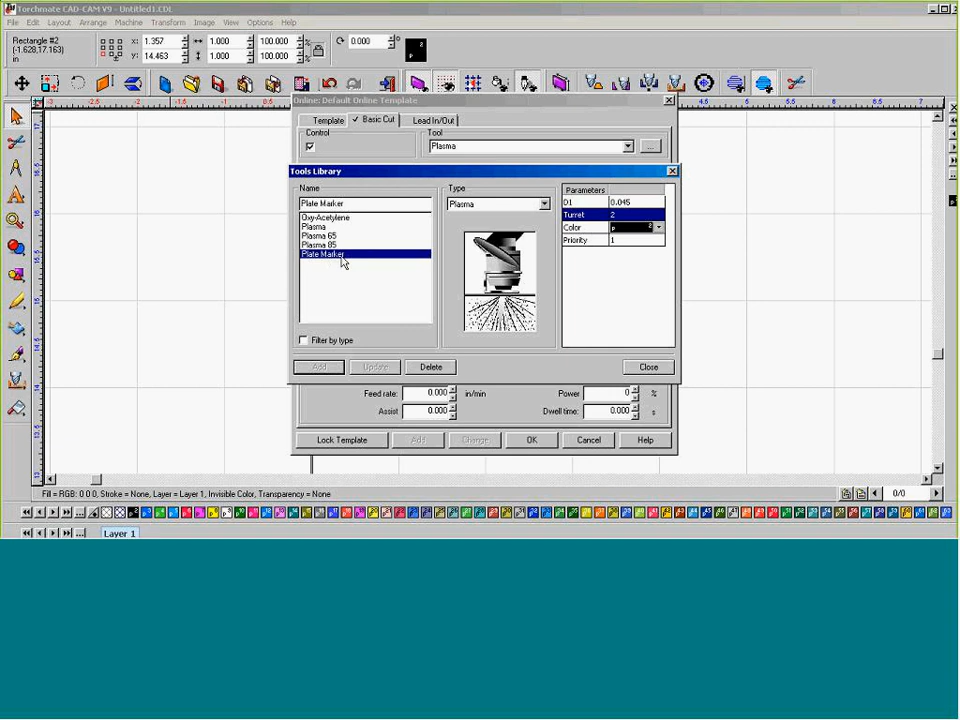 Torchmate CAD-CAM V9 - Untitled1.CDL
File Edit Layout Arrange Machine Transform Image View Options Help
Rectangle #2
(-1.628,17.163)
in
x: 1.357
1.000
100.000
%
0.000
y: 14.463
1.000
100.000
%
Online: Default Online Template
Template
Basic Cut
Lead In/Out
Control
Tool
Plasma
...
Tools Library
Name
Plate Marker
Oxy-Acetylene
Plasma
Plasma 65
Plasma 85
Plate Marker
Filter by type
Type
Plasma
Parameters
D1 0.045
Turret 2
Color
Priority 1
Add
Update
Delete
Close
Feed rate: 0.000 in/min
Power 0 %
Assist 0.000
Dwell time: 0.000 s
Lock Template
Add
Change
OK
Cancel
Help
Fill = RGB: 0 0 0, Stroke = None, Layer = Layer 1, Invisible Color, Transparency = None
0/0
Layer 1